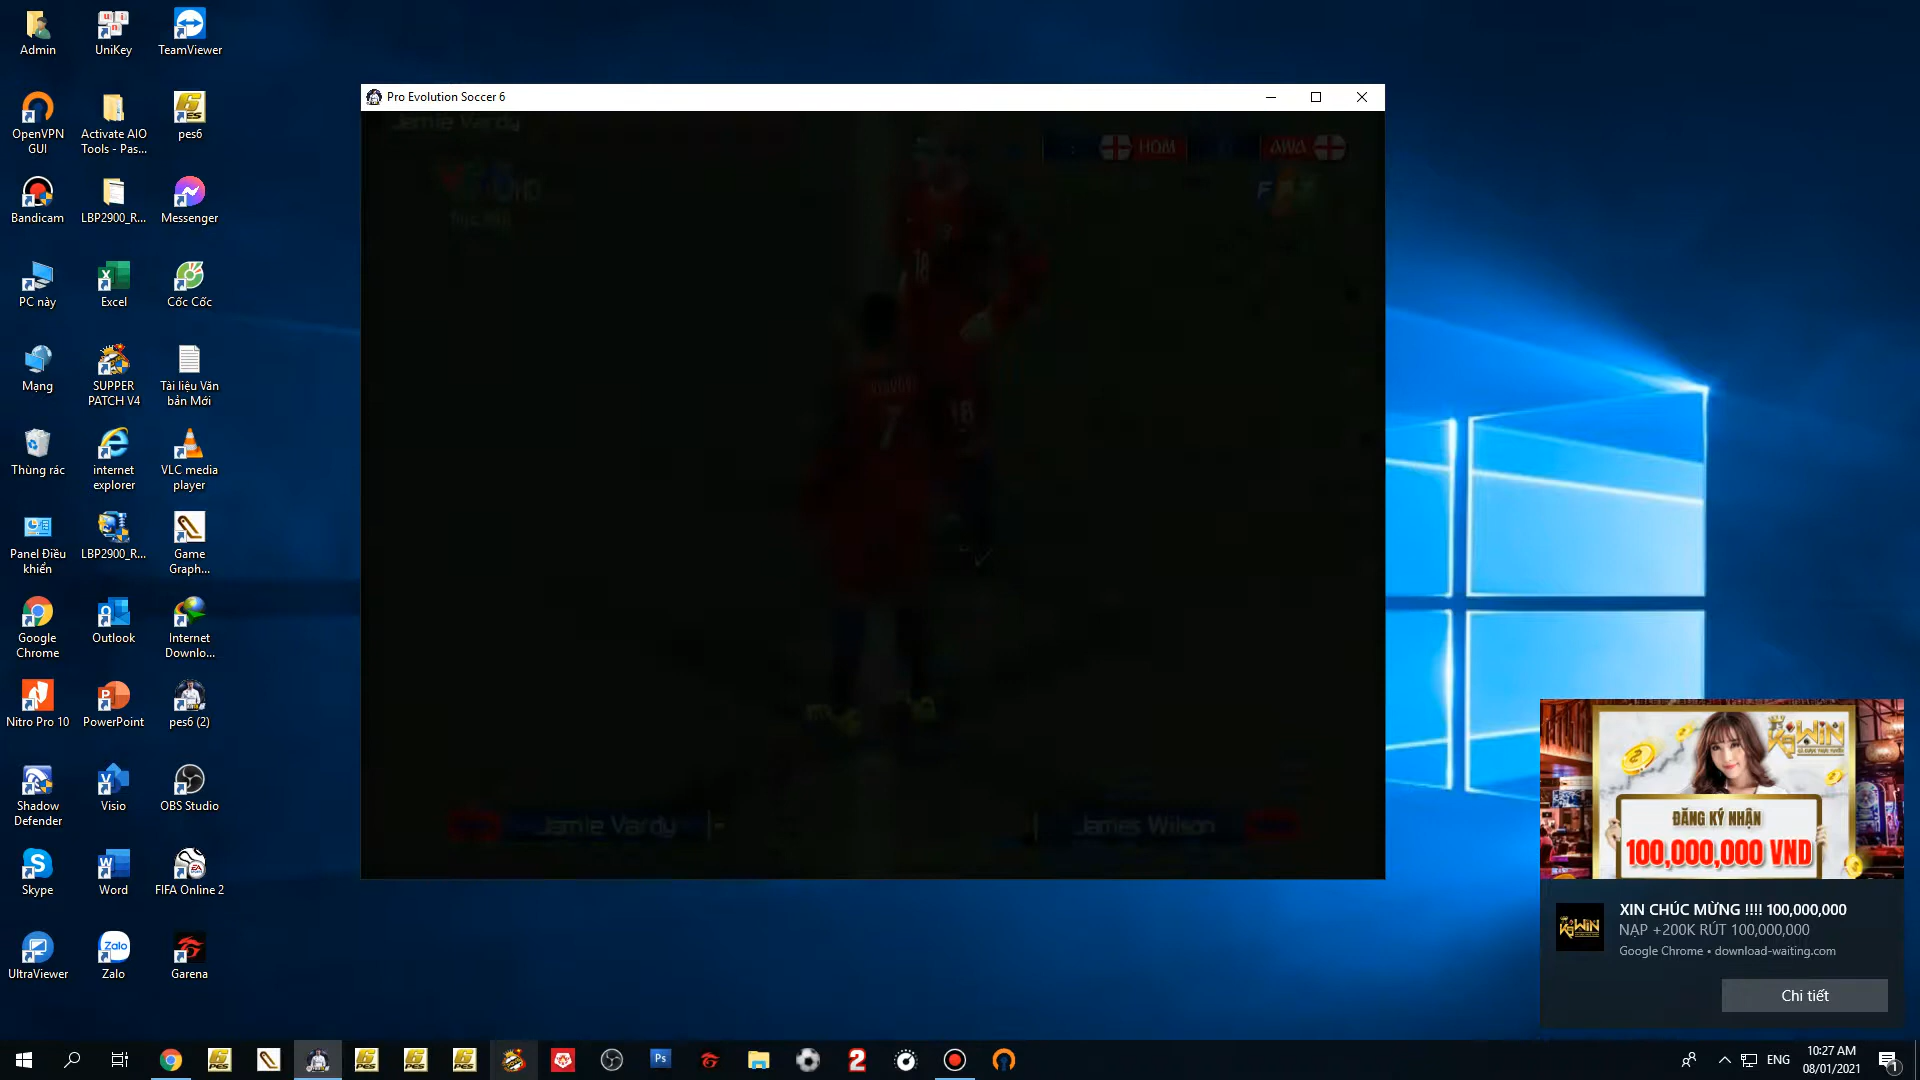 Admin
UniKey
TeamViewer
OpenVPN GUI
Activate AIO Tools - Pas...
pes6
Bandicam
LBP2900_R...
Messenger
PC này
Excel
Cốc Cốc
Mạng
SUPPER PATCH V4
Tài liệu Văn bản Mới
Thùng rác
internet explorer
VLC media player
Panel Điều khiển
LBP2900_R...
Game Graph...
Google Chrome
Outlook
Internet Downlo...
Nitro Pro 10
PowerPoint
pes6 (2)
Shadow Defender
Visio
OBS Studio
Skype
Word
FIFA Online 2
UltraViewer
Zalo
Garena
Pro Evolution Soccer 6
Jamie Vardy
HOM
AWA
18
7
18
Jamie Vardy
James Wilson
K9WIN
ĐĂNG KÝ NHẬN
100,000,000 VND
XIN CHÚC MỪNG !!!! 100,000,000
NẠP +200K RÚT 100,000,000
Google Chrome • download-waiting.com
Chi tiết
ENG
10:27 AM
08/01/2021
1